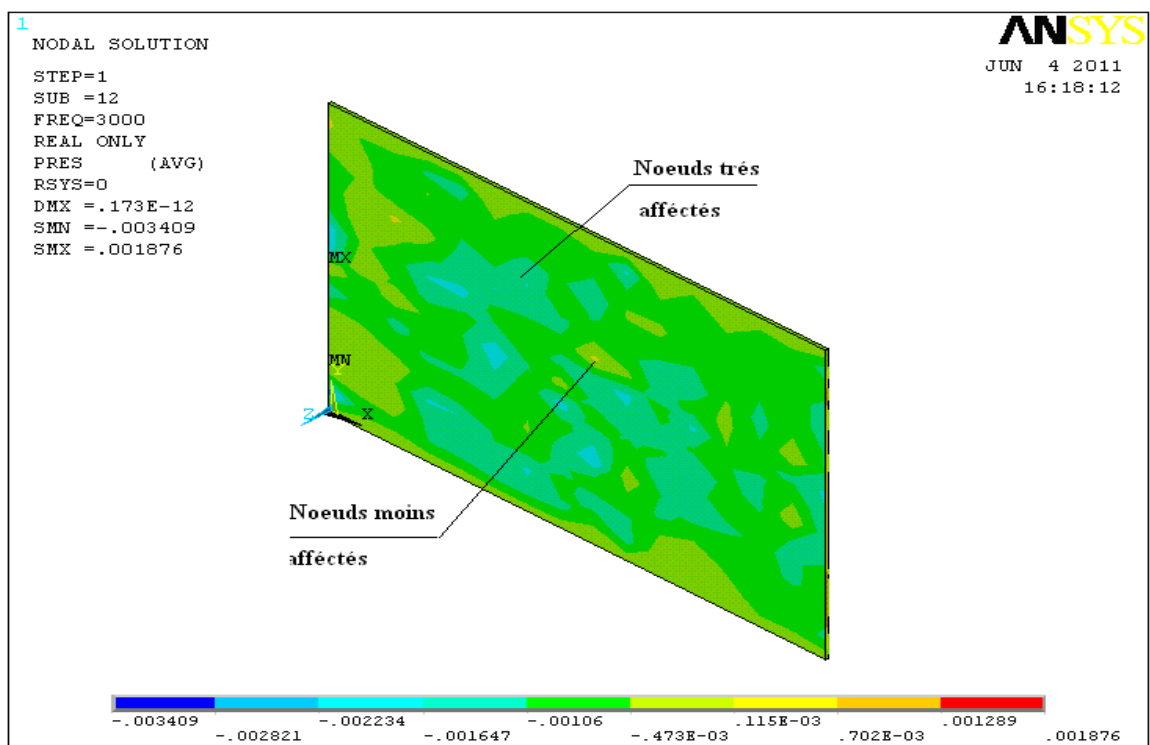 1
NODAL SOLUTION
STEP=1
SUB =12
FREQ=3000
REAL ONLY
PRES (AVG)
RSYS=0
DMX =.173E-12
SMN =-.003409
SMX =.001876
ANSYS
JUN 4 2011
16:18:12
Noeuds trés
afféctés
MX
MN
Y
Z
X
Noeuds moins
afféctés
-.003409
-.002821
-.002234
-.001647
-.00106
-.473E-03
.115E-03
.702E-03
.001289
.001876